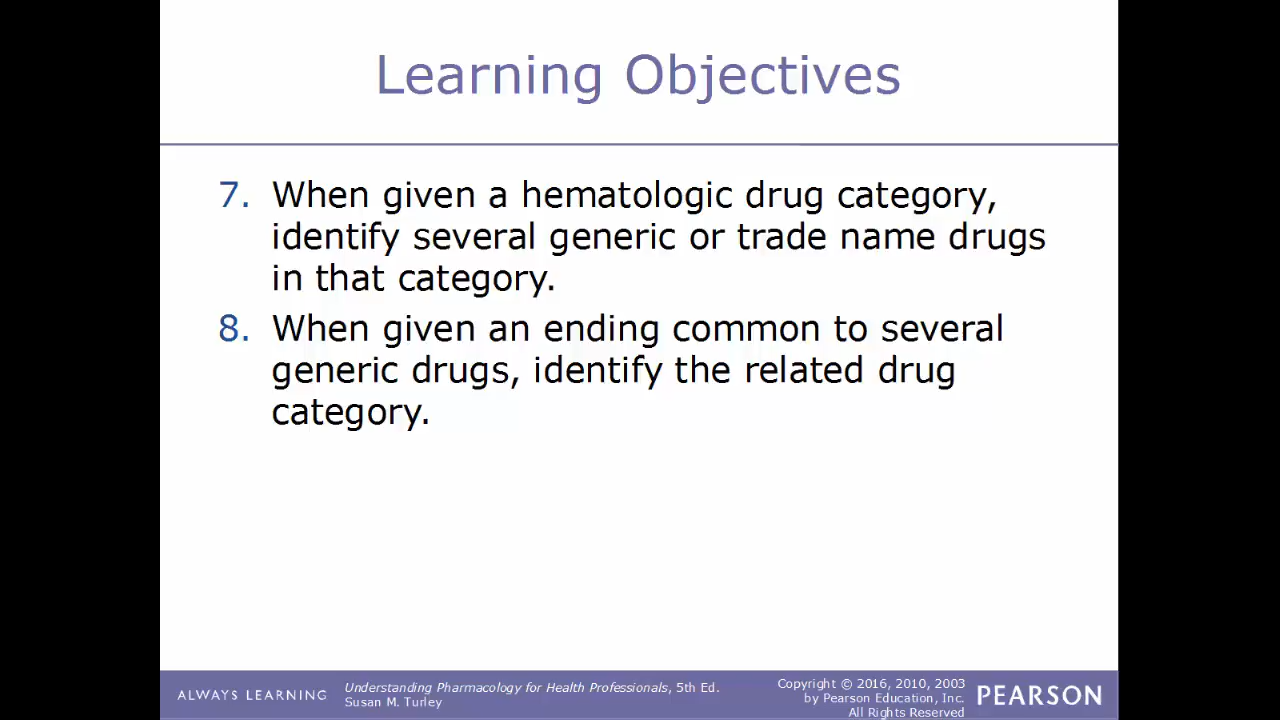 Learning Objectives
7. When given a hematologic drug category,
identify several generic or trade name drugs
in that category.
8. When given an ending common to several
generic drugs, identify the related drug
category.
ALWAYS LEARNING
Understanding Pharmacology for Health Professionals, 5th Ed.
Susan M. Turley
Copyright © 2016, 2010, 2003
by Pearson Education, Inc.
All Rights Reserved
PEARSON